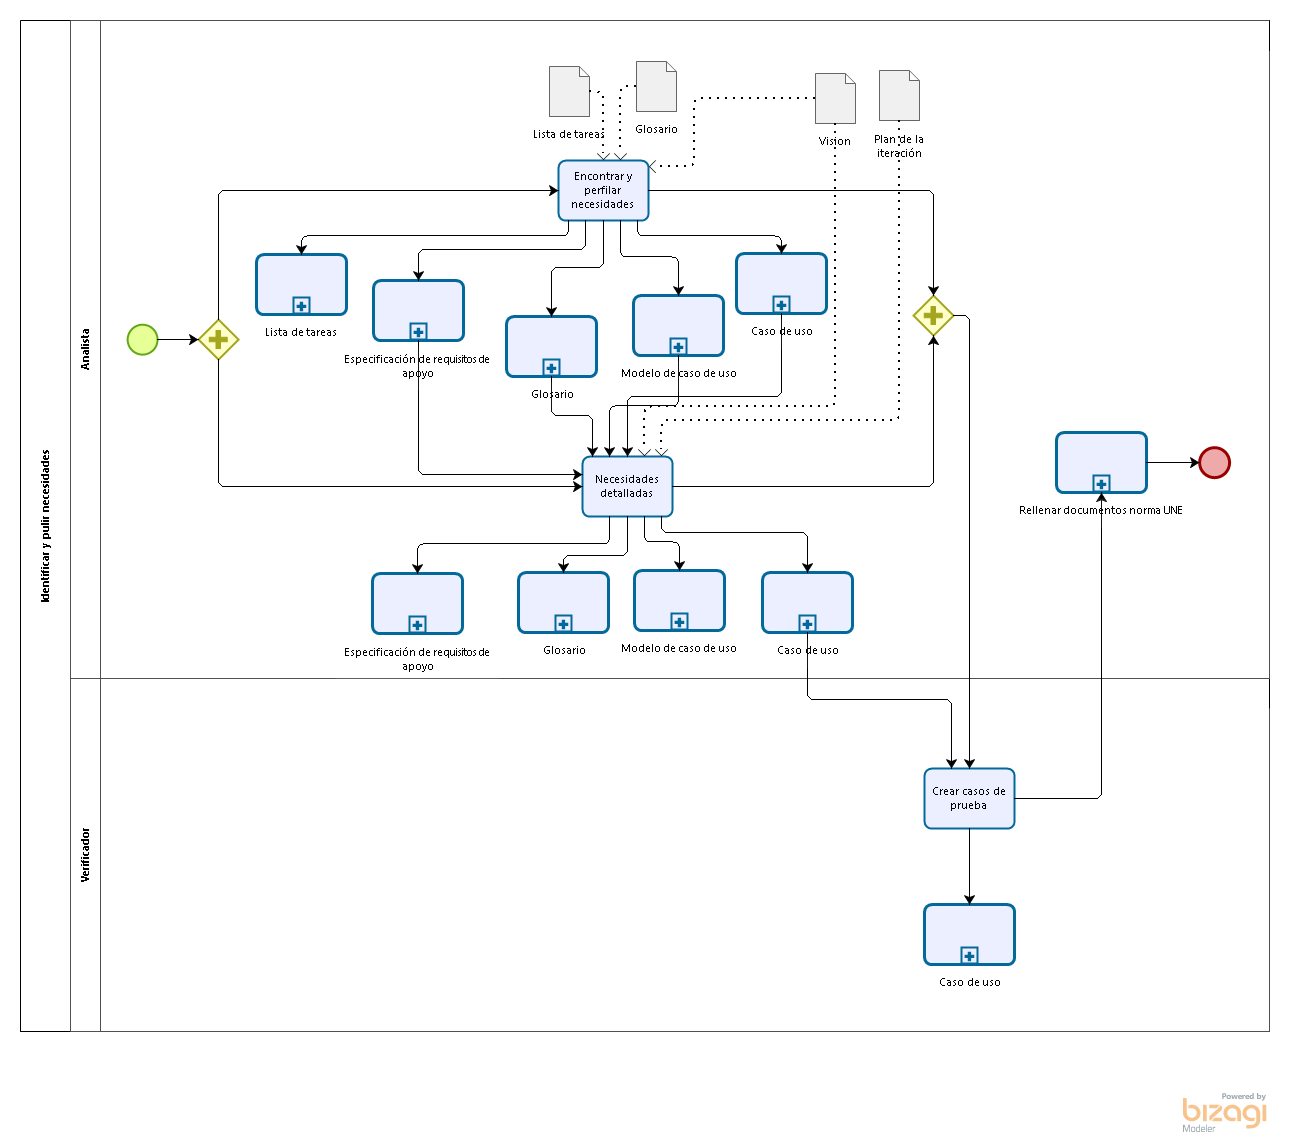 Identificar y pulir necesidades
Analista
Lista de tareas
Glosario
Vision
Plan de la
iteración
Encontrar y
perfilar
necesidades
Lista de tareas
Especificación de requisitos de
apoyo
Glosario
Modelo de caso de uso
Caso de uso
Necesidades
detalladas
Rellenar documentos norma UNE
Especificación de requisitos de
apoyo
Glosario
Modelo de caso de uso
Caso de uso
Verificador
Crear casos de
prueba
Caso de uso
Powered by
bizagi
Modeler